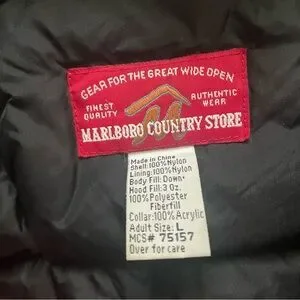 GEAR FOR THE GREAT WIDE OPEN
FINEST QUALITY
AUTHENTIC WEAR
MARLBORO COUNTRY STORE
Made in China
Shell:100%Nylon
Lining:100%Nylon
Body Fill:Down•
Hood Fill:3 Oz.
100%Polyester
Fiberfill
Collar:100%Acrylic
Adult Size: L
MCS# 75157
Over for care